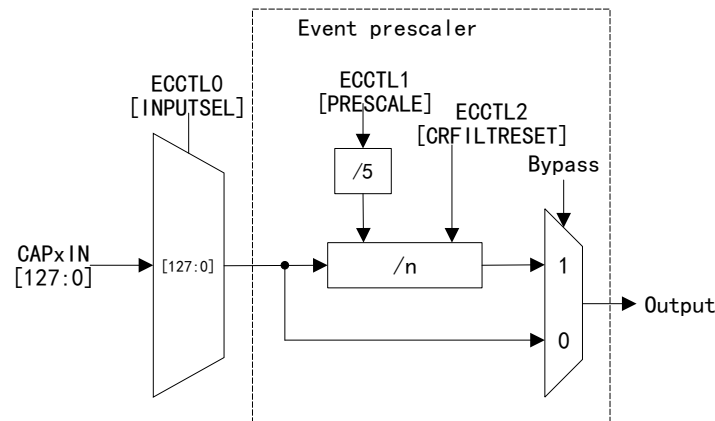 Event prescaler
ECCTL0
[INPUTSEL]
ECCTL1
[PRESCALE]
ECCTL2
[CRFILTRESET]
/5
Bypass
CAPxIN
[127:0]
[127:0]
/n
1
Output
0